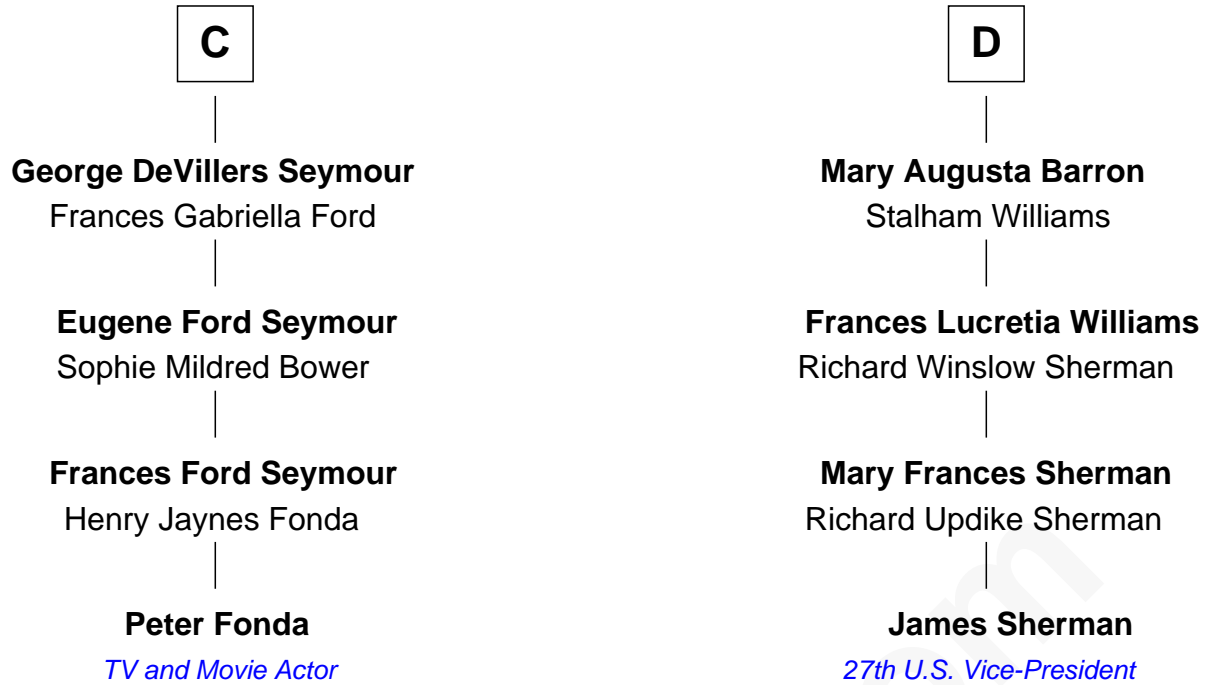 C
George DeVillers Seymour
Frances Gabriella Ford
Eugene Ford Seymour
Sophie Mildred Bower
Frances Ford Seymour
Henry Jaynes Fonda
Peter Fonda
TV and Movie Actor
D
Mary Augusta Barron
Stalham Williams
Frances Lucretia Williams
Richard Winslow Sherman
Mary Frances Sherman
Richard Updike Sherman
James Sherman
27th U.S. Vice-President